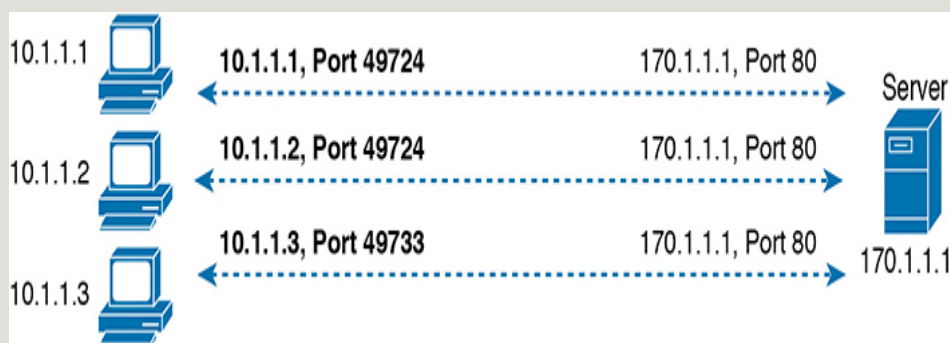 10.1.1.1
10.1.1.1, Port 49724
170.1.1.1, Port 80
Server
10.1.1.2
10.1.1.2, Port 49724
170.1.1.1, Port 80
10.1.1.3, Port 49733
170.1.1.1, Port 80
170.1.1.1
10.1.1.3